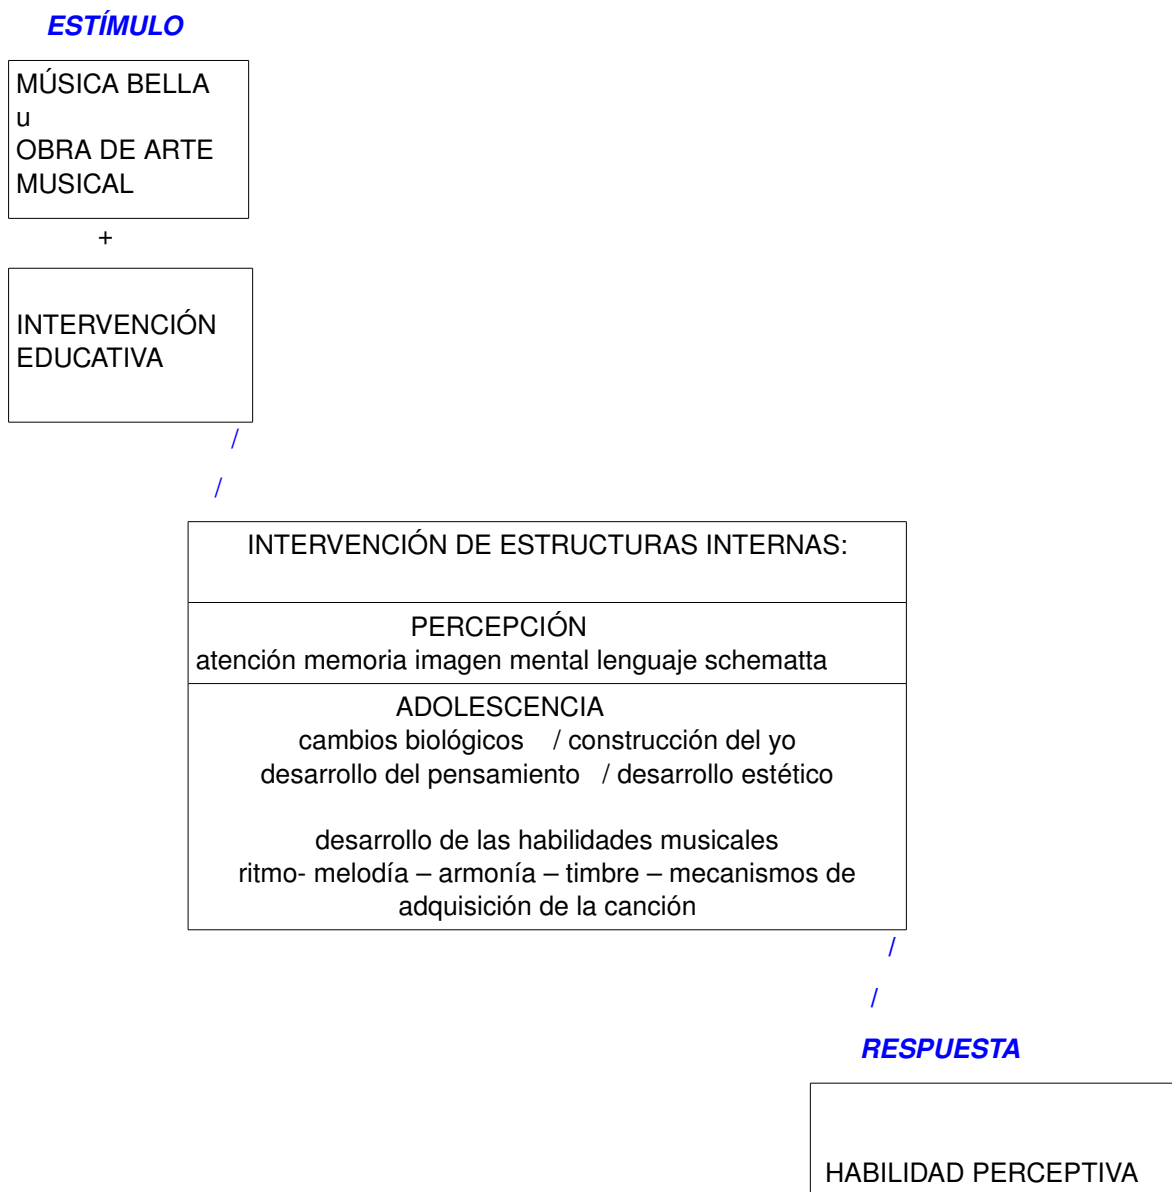 ESTÍMULO
MÚSICA BELLA
u
OBRA DE ARTE
MUSICAL
+
INTERVENCIÓN
EDUCATIVA
/
/
INTERVENCIÓN DE ESTRUCTURAS INTERNAS:
PERCEPCIÓN
atención memoria imagen mental lenguaje schematta
ADOLESCENCIA
cambios biológicos / construcción del yo
desarrollo del pensamiento / desarrollo estético
desarrollo de las habilidades musicales
ritmo- melodía – armonía – timbre – mecanismos de
adquisición de la canción
/
/
RESPUESTA
HABILIDAD PERCEPTIVA